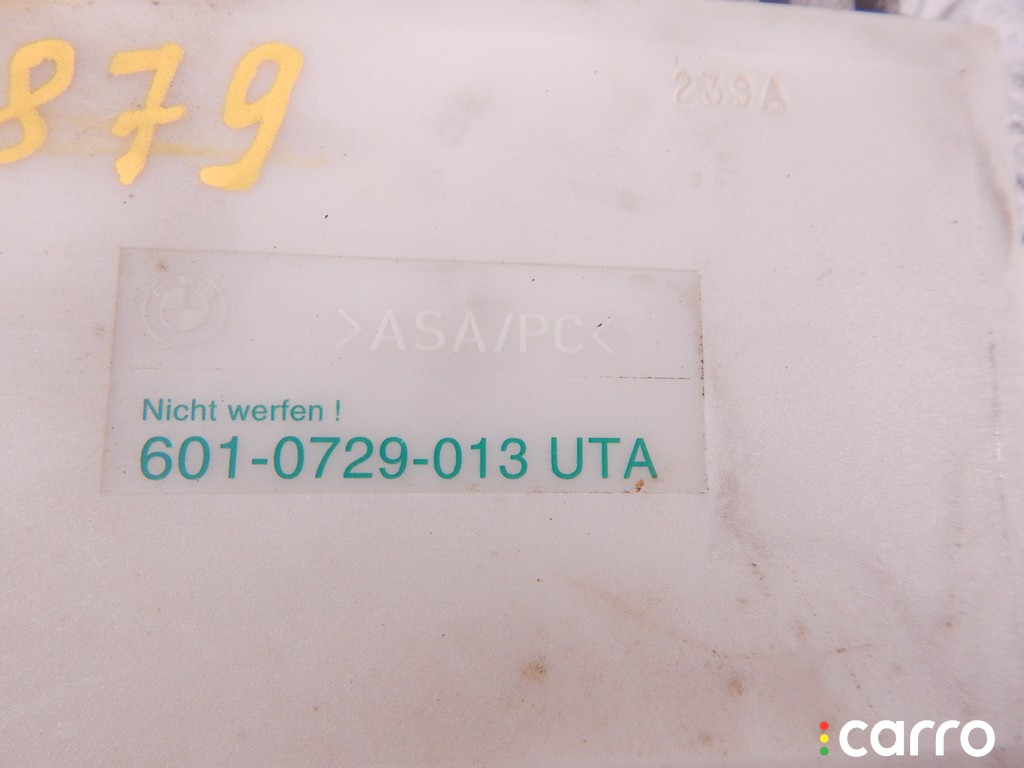 879
239A
>ASA/PC<
Nicht werfen !
601-0729-013 UTA
carro